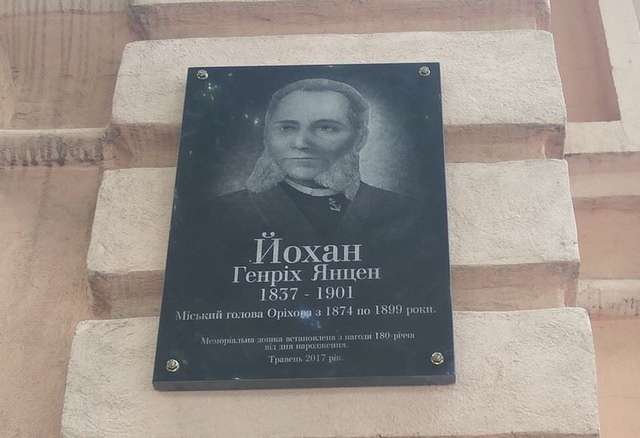 Йохан
Генріх Янцен
1837 - 1901
Міський голова Оріхова з 1874 по 1899 роки.
Меморіальна дошка встановлена з нагоди 180-річчя
від дня народження.
Травень 2017 рік.